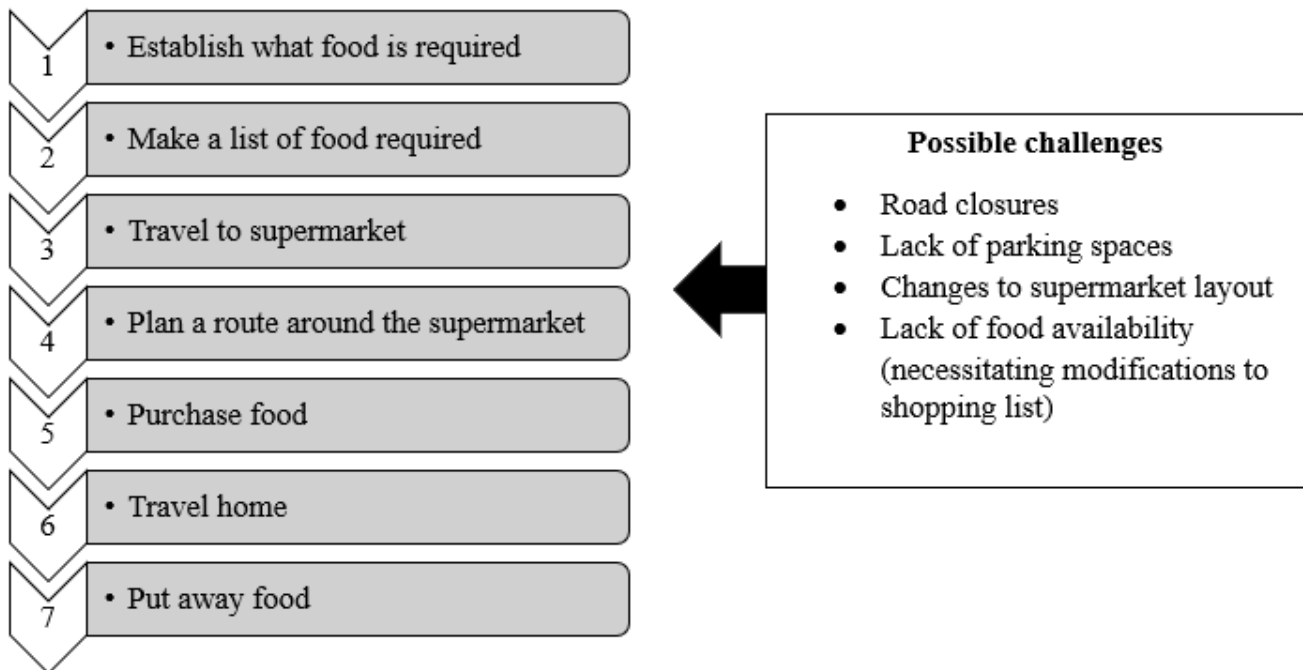 1
• Establish what food is required
2
• Make a list of food required
3
• Travel to supermarket
4
• Plan a route around the supermarket
5
• Purchase food
6
• Travel home
7
• Put away food
Possible challenges
• Road closures
• Lack of parking spaces
• Changes to supermarket layout
• Lack of food availability
(necessitating modifications to
shopping list)